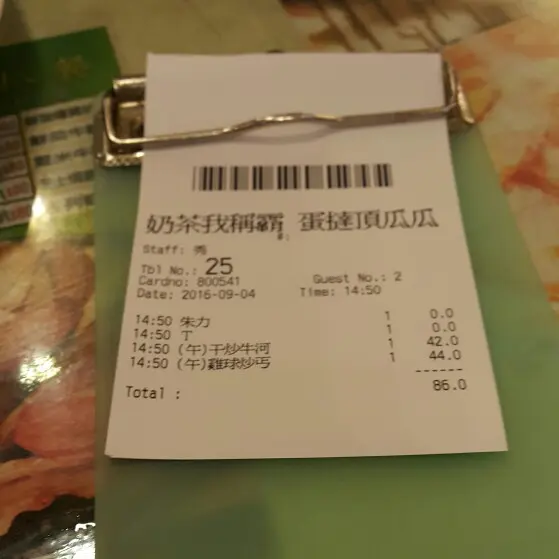 奶茶我稱霸 蛋撻頂瓜瓜
#:
Staff: 秀
Tbl No.: 25
Cardno: 800541 Guest No.: 2
Date: 2016-09-04 Time: 14:50
14:50 朱力 1 0.0
14:50 T 1 0.0
14:50 (午)干炒牛河 1 42.0
14:50 (午)雞球炒丐 1 44.0
------
Total : 86.0